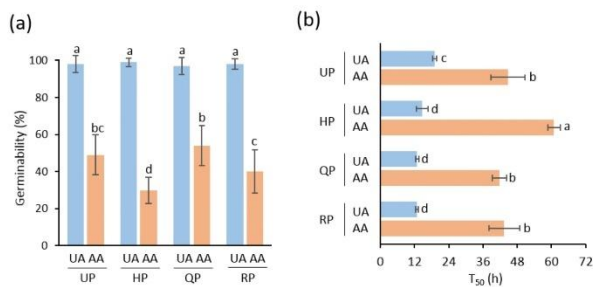 (a)
Germinability (%)
100
80
60
40
20
0
a
bc
a
d
a
b
a
c
UA AA UA AA UA AA UA AA
UP HP QP RP
(b)
UP UA c
AA b
HP UA d
AA a
QP UA d
AA b
RP UA d
AA b
0 12 24 36 48 60 72
T50 (h)